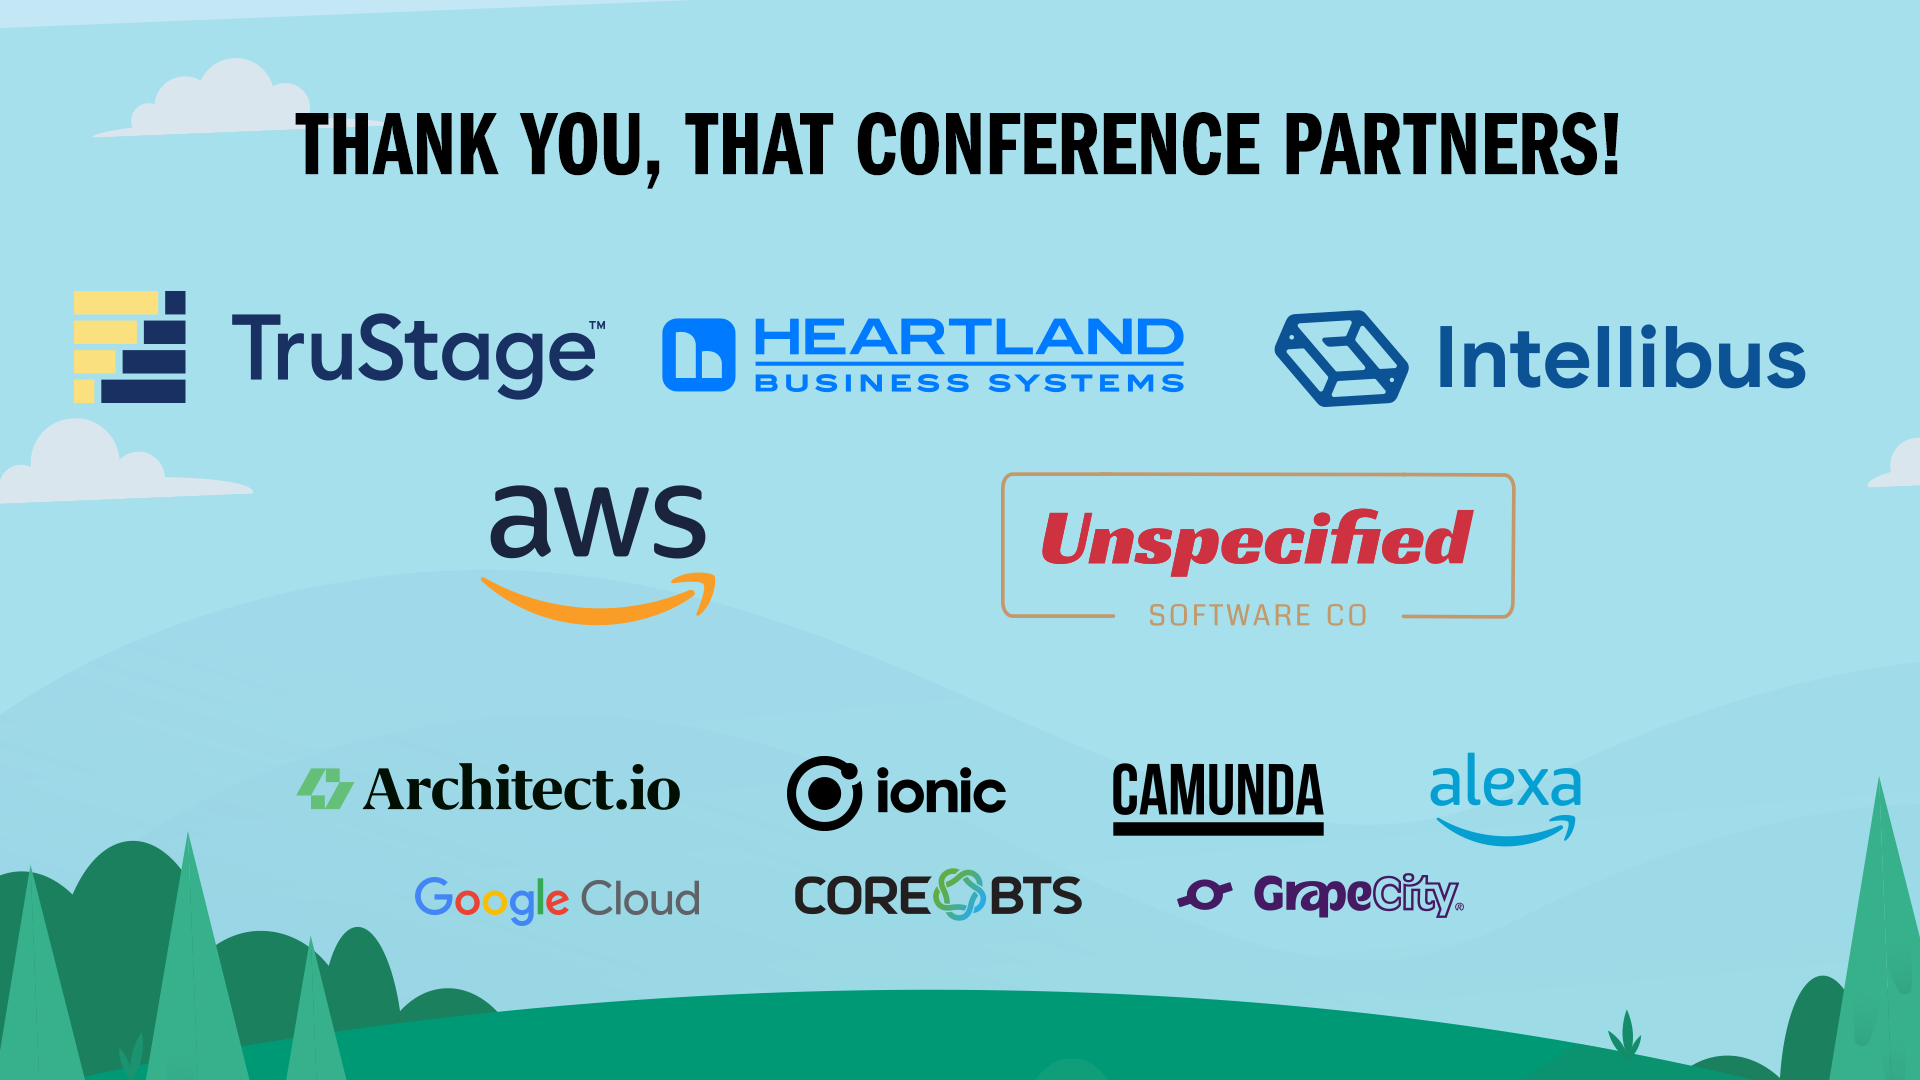 THANK YOU, THAT CONFERENCE PARTNERS!
TruStage™
HEARTLAND
BUSINESS SYSTEMS
Intellibus
aws
Unspecified
SOFTWARE CO
Architect.io
ionic
CAMUNDA
alexa
Google Cloud
CORE BTS
GrapeCity®